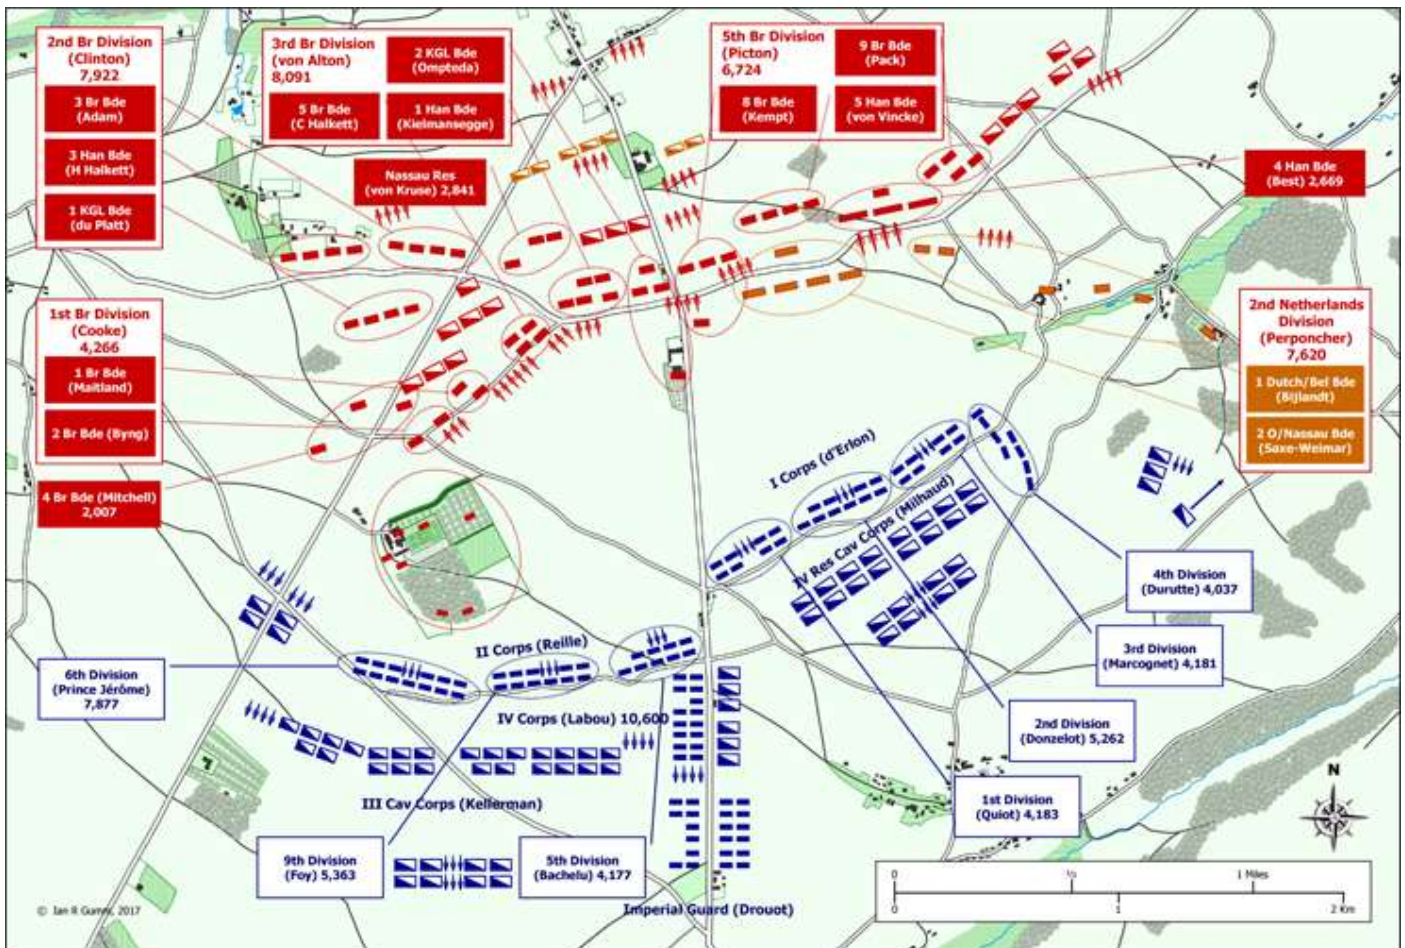 2nd Br Division
(Clinton)
7,922
3 Br Bde
(Adam)
3 Han Bde
(H Halkett)
1 KGL Bde
(du Platt)
3rd Br Division
(von Alton)
8,091
2 KGL Bde
(Ompteda)
5 Br Bde
(C Halkett)
1 Han Bde
(Kielmansegge)
Nassau Res
(von Kruse) 2,841
5th Br Division
(Picton)
6,724
9 Br Bde
(Pack)
8 Br Bde
(Kempt)
5 Han Bde
(von Vincke)
4 Han Bde
(Best) 2,669
1st Br Division
(Cooke)
4,266
1 Br Bde
(Maitland)
2 Br Bde (Byng)
4 Br Bde (Mitchell)
2,007
2nd Netherlands
Division
(Perponcher)
7,620
1 Dutch/Bel Bde
(Bijlandt)
2 O/Nassau Bde
(Saxe-Weimar)
I Corps (d'Erlon)
IV Res Cav Corps (Milhaud)
4th Division
(Durutte) 4,037
3rd Division
(Marcognet) 4,181
2nd Division
(Donzelot) 5,262
1st Division
(Quiot) 4,183
II Corps (Reille)
6th Division
(Prince Jérôme)
7,877
IV Corps (Labou) 10,600
III Cav Corps (Kellerman)
9th Division
(Foy) 5,363
5th Division
(Bachelu) 4,177
Imperial Guard (Drouot)
N
0 ½ 1 Miles
0 1 2 Km
© Ian R Gumm, 2017